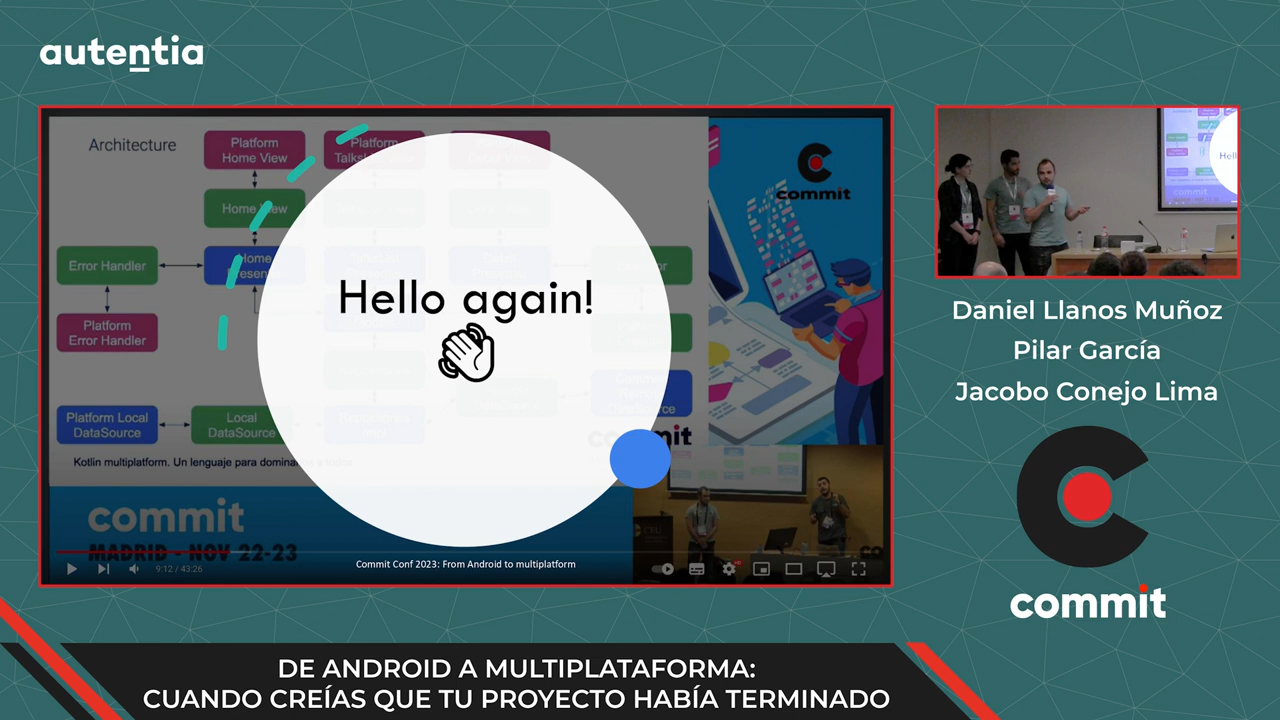 autentia
Architecture
Platform
Home View
Platform
Home View
Error Handler
Home
Platform
Error Handler
Platform Local
DataSource
Local
DataSource
Kotlin multiplatform. Un lenguaje para
commit
MADRID - NOV 22-23
9:12 / 43:26
Commit Conf 2023: From Android to multiplatform
Hello again!
commit
Daniel Llanos Muñoz
Pilar García
Jacobo Conejo Lima
commit
DE ANDROID A MULTIPLATAFORMA:
CUANDO CREÍAS QUE TU PROYECTO HABÍA TERMINADO